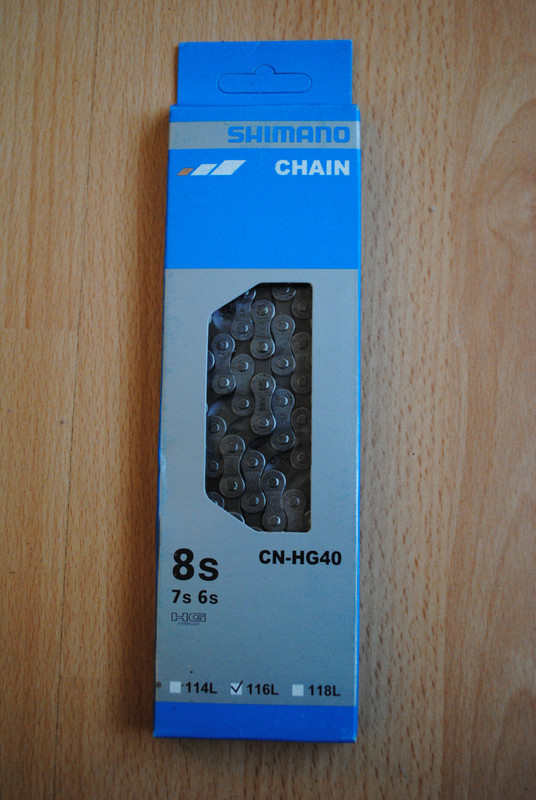 SHIMANO
CHAIN
8s
CN-HG40
7s 6s
HG
114L 116L 118L